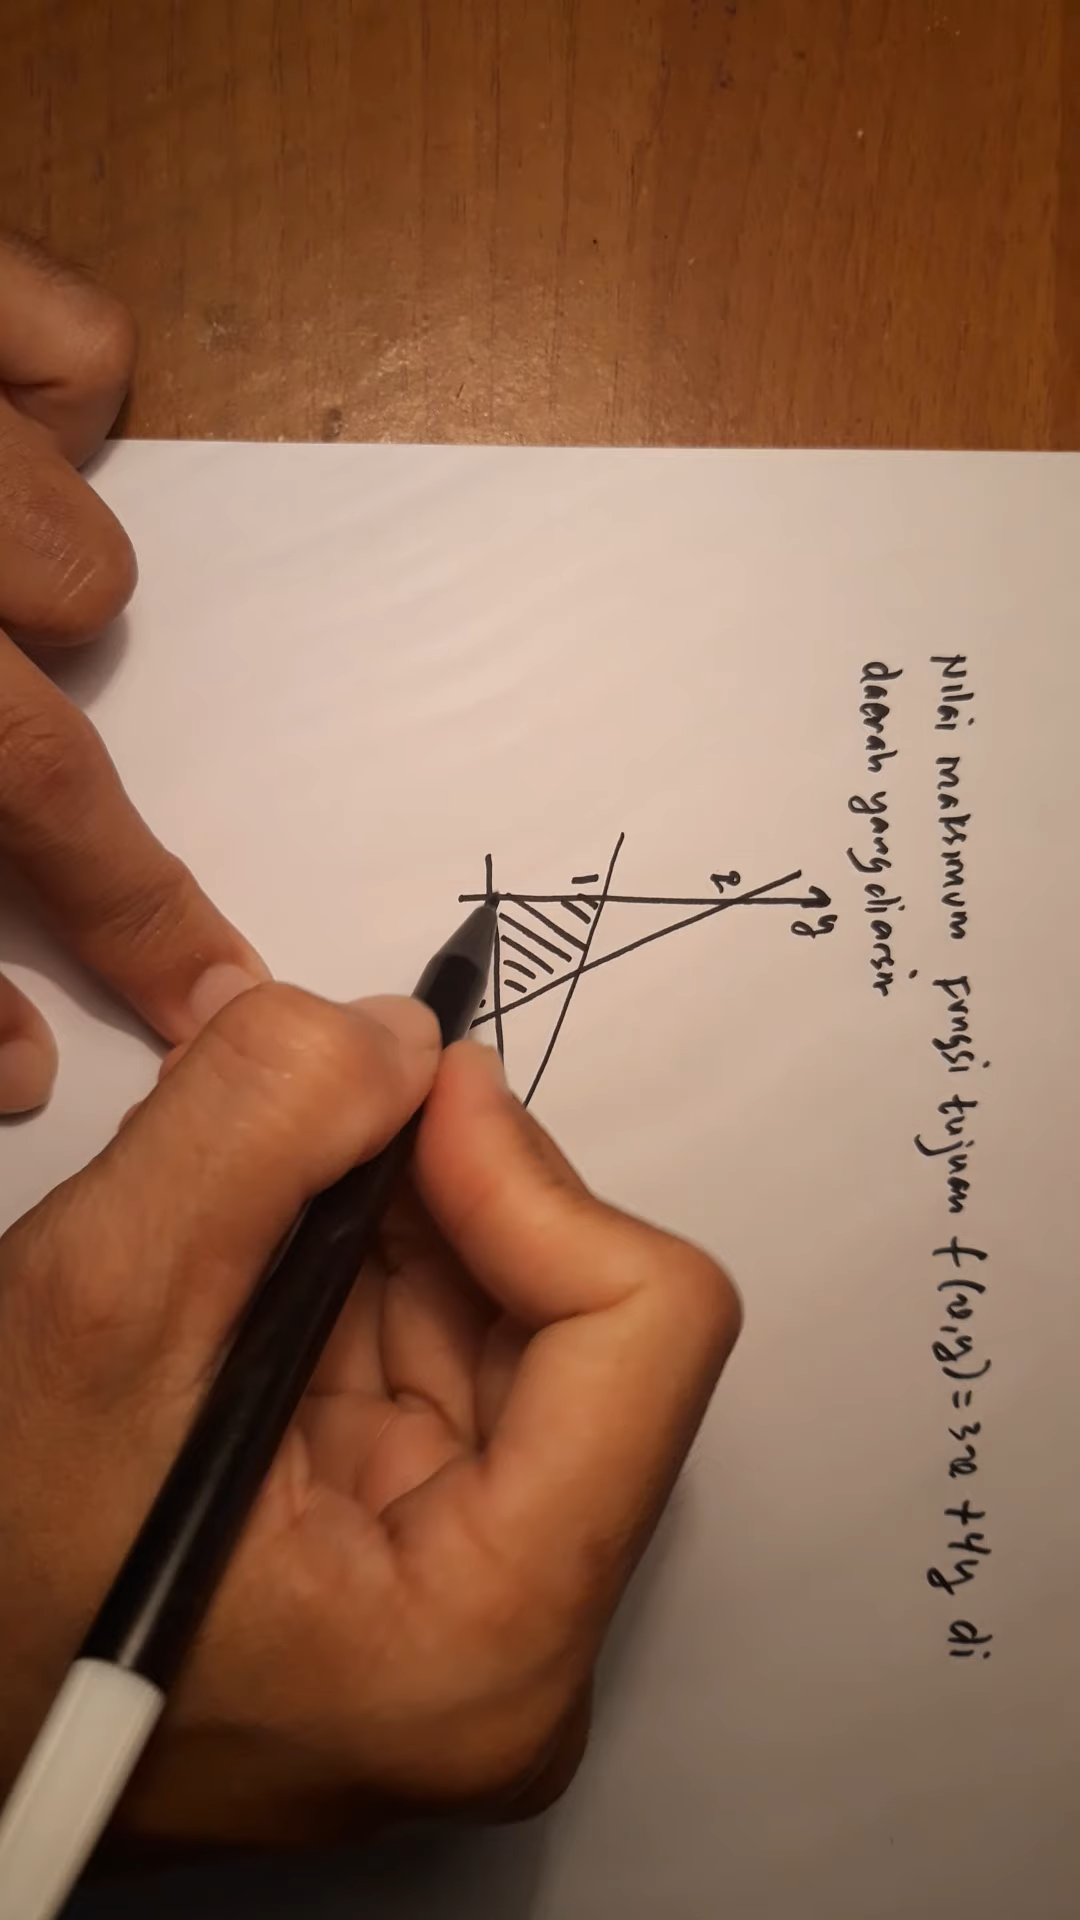 Nilai maksimum fungsi tujuan f(x,y)=3x+4y di
daerah yang diarsir
y
2
1